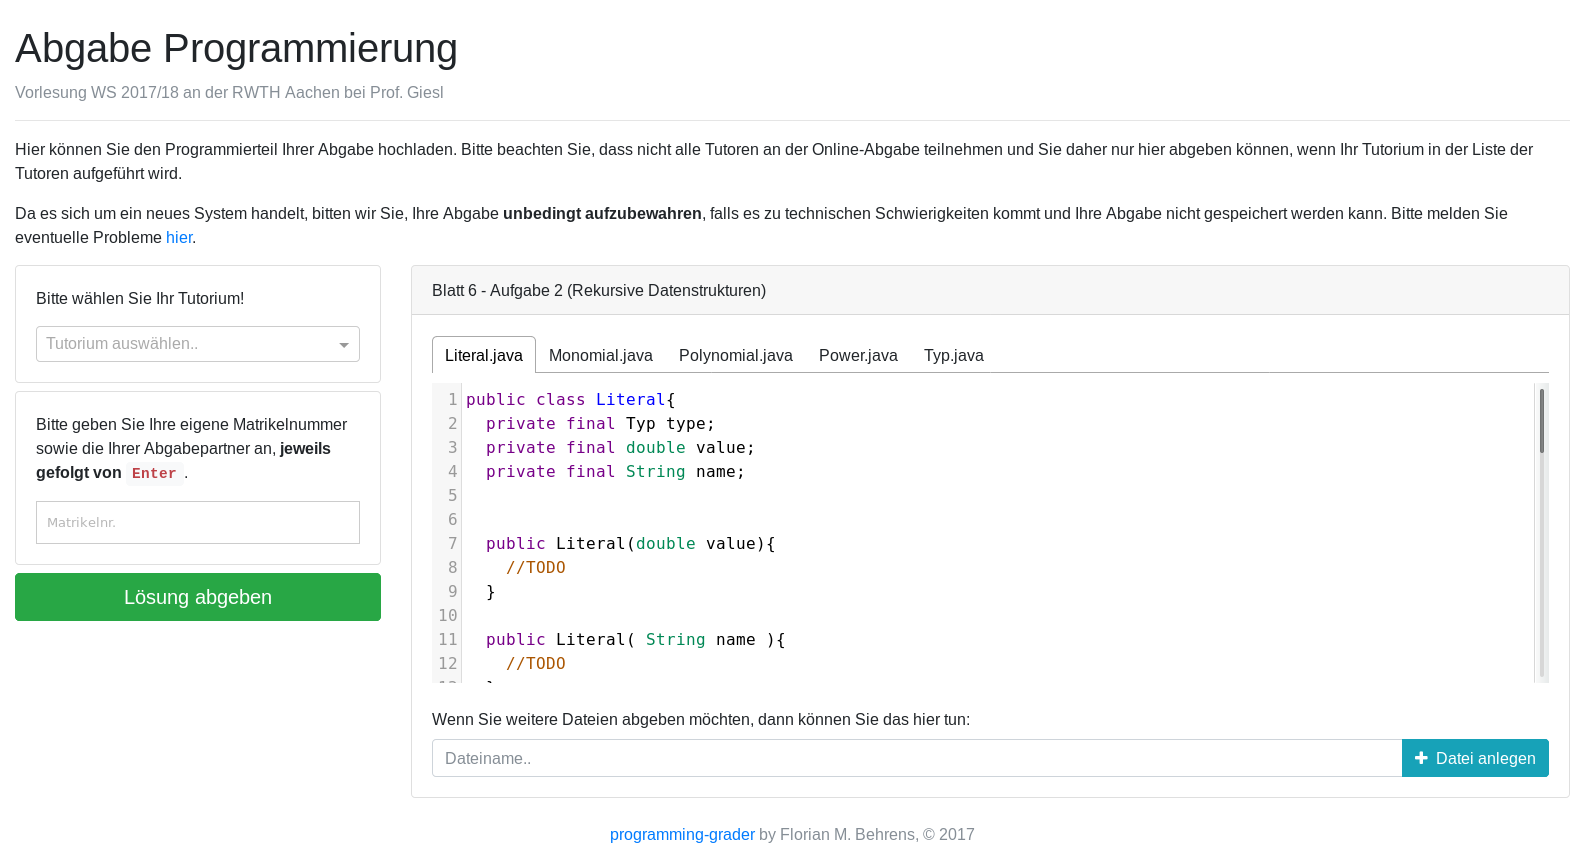 Abgabe Programmierung
Vorlesung WS 2017/18 an der RWTH Aachen bei Prof. Giesl
Hier können Sie den Programmierteil Ihrer Abgabe hochladen. Bitte beachten Sie, dass nicht alle Tutoren an der Online-Abgabe teilnehmen und Sie daher nur hier abgeben können, wenn Ihr Tutorium in der Liste der
Tutoren aufgeführt wird.
Da es sich um ein neues System handelt, bitten wir Sie, Ihre Abgabe unbedingt aufzubewahren, falls es zu technischen Schwierigkeiten kommt und Ihre Abgabe nicht gespeichert werden kann. Bitte melden Sie
eventuelle Probleme hier.
Bitte wählen Sie Ihr Tutorium!
Tutorium auswählen..
Bitte geben Sie Ihre eigene Matrikelnummer
sowie die Ihrer Abgabepartner an, jeweils
gefolgt von Enter .
Matrikelnr.
Lösung abgeben
Blatt 6 - Aufgabe 2 (Rekursive Datenstrukturen)
Literal.java Monomial.java Polynomial.java Power.java Typ.java
1 public class Literal{
2   private final Typ type;
3   private final double value;
4   private final String name;
5
6
7   public Literal(double value){
8     //TODO
9   }
10
11   public Literal( String name ){
12     //TODO
Wenn Sie weitere Dateien abgeben möchten, dann können Sie das hier tun:
Dateiname..
Datei anlegen
programming-grader by Florian M. Behrens, © 2017